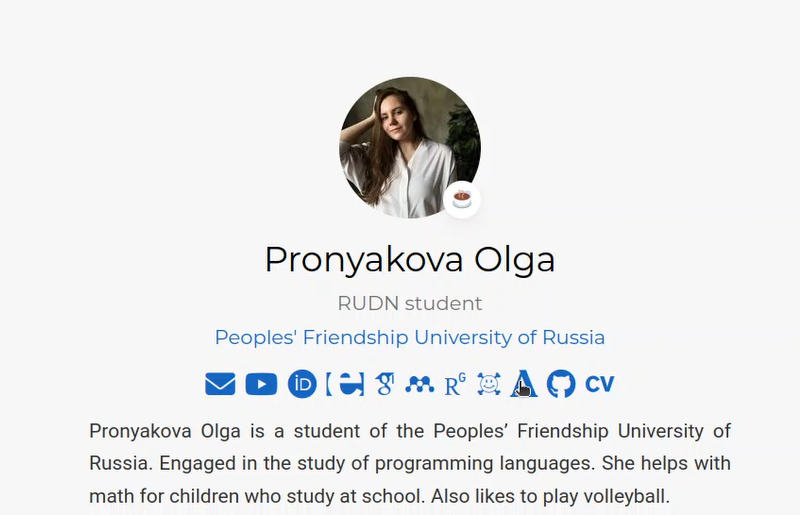 Pronyakova Olga
RUDN student
Peoples' Friendship University of Russia
iD R G CV
Pronyakova Olga is a student of the Peoples’ Friendship University of
Russia. Engaged in the study of programming languages. She helps with
math for children who study at school. Also likes to play volleyball.